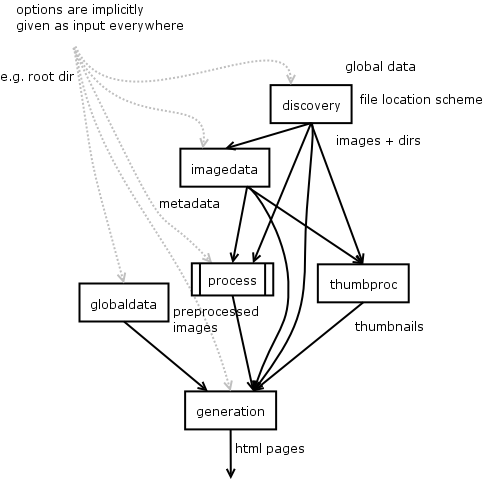 options are implicitly
given as input everywhere
global data
e.g. root dir
file location scheme
discovery
images + dirs
imagedata
metadata
process
thumbproc
globaldata
preprocessed
images
thumbnails
generation
html pages